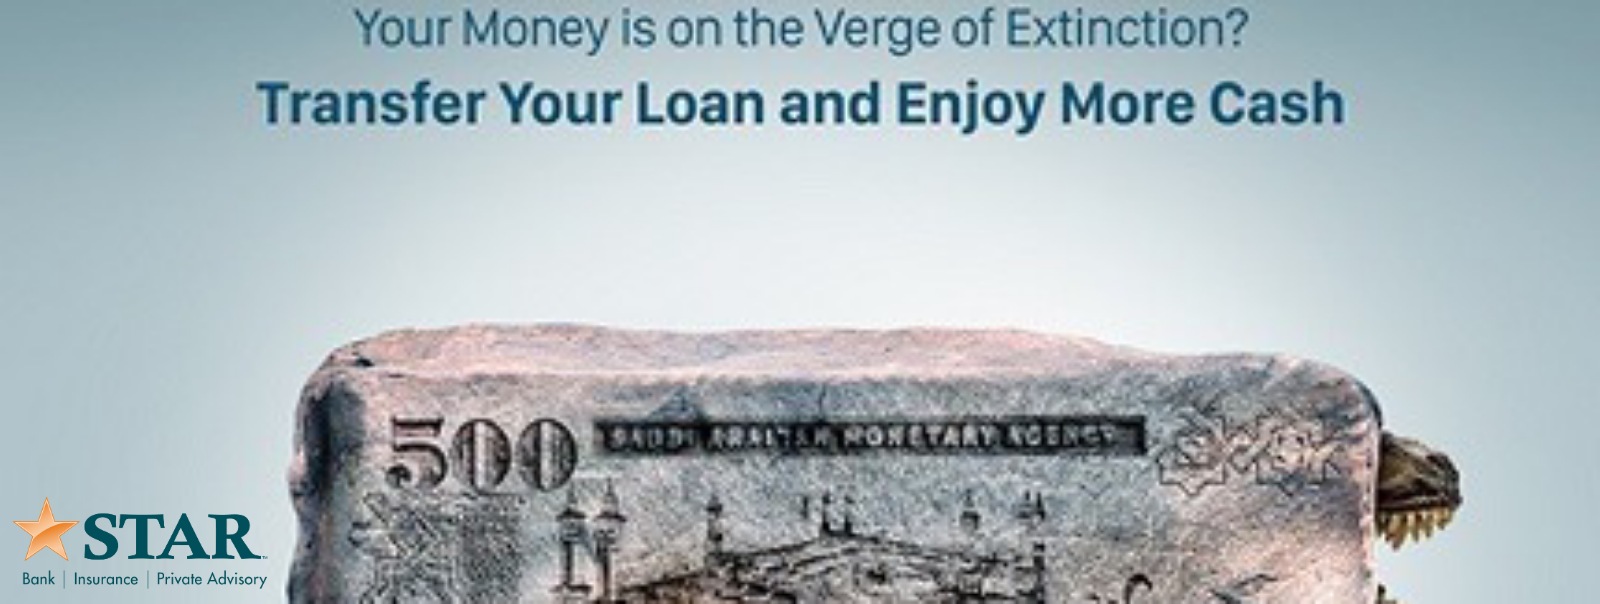 Your Money is on the Verge of Extinction?
Transfer Your Loan and Enjoy More Cash
500 SAUDI ARABIAN MONETARY AGENCY
STAR
Bank | Insurance | Private Advisory